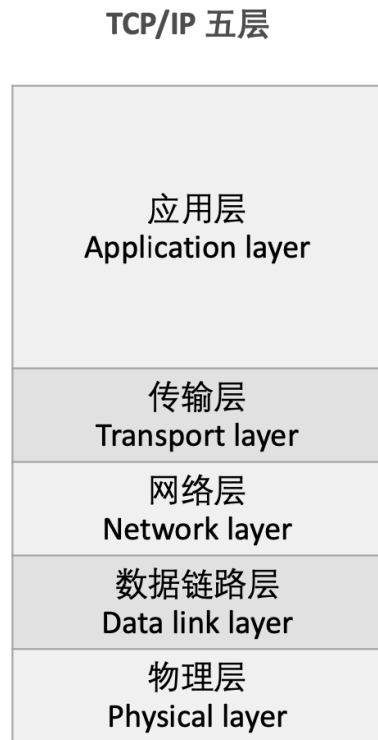 TCP/IP 五层
应用层
Application layer
传输层
Transport layer
网络层
Network layer
数据链路层
Data link layer
物理层
Physical layer